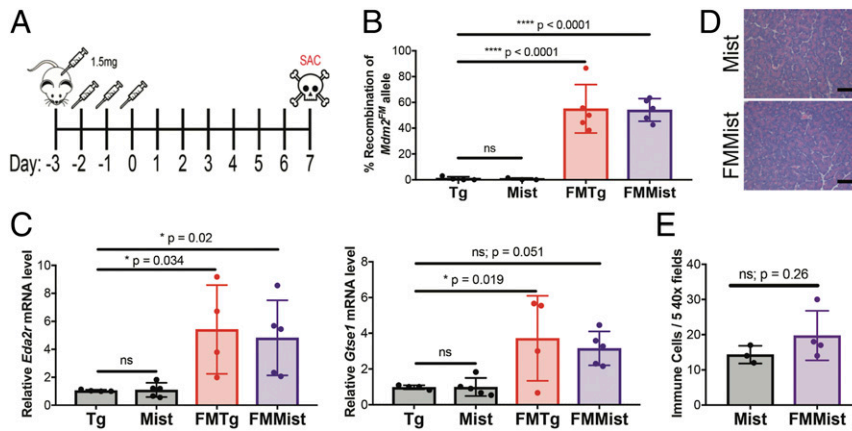 A
1.5mg
SAC
Day: -3 -2 -1 0 1 2 3 4 5 6 7
B
**** p < 0.0001
**** p < 0.0001
ns
% Recombination of
Mdm2FM allele
100
80
60
40
20
0
Tg Mist FMTg FMMist
D
Mist
FMMist
C
* p = 0.02
* p = 0.034
ns
Relative Eda2r mRNA level
10
8
6
4
2
0
Tg Mist FMTg FMMist
ns; p = 0.051
* p = 0.019
ns
Relative Gtse1 mRNA level
8
6
4
2
0
Tg Mist FMTg FMMist
E
ns; p = 0.26
Immune Cells / 5 40x fields
40
30
20
10
0
Mist FMMist